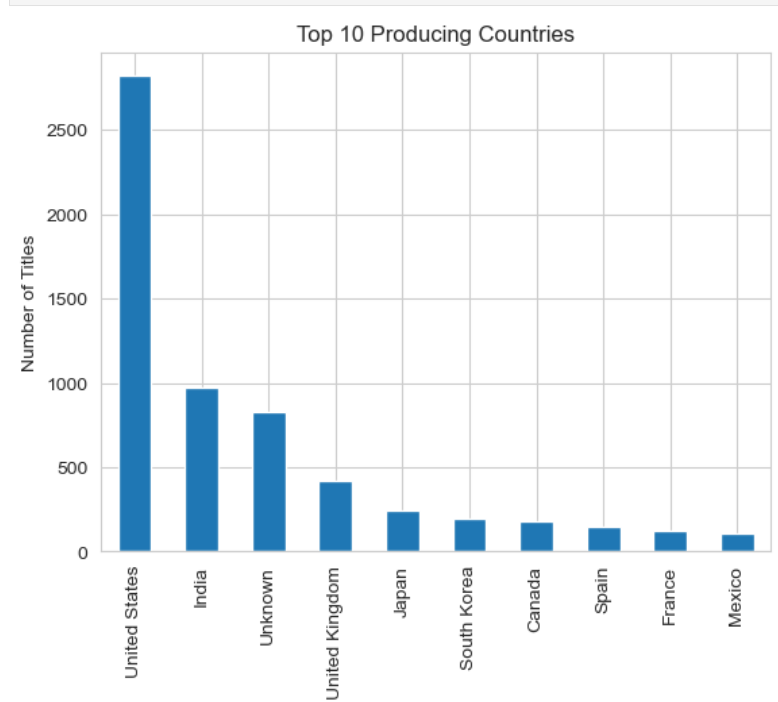 Top 10 Producing Countries
Number of Titles
2500
2000
1500
1000
500
0
United States
India
Unknown
United Kingdom
Japan
South Korea
Canada
Spain
France
Mexico